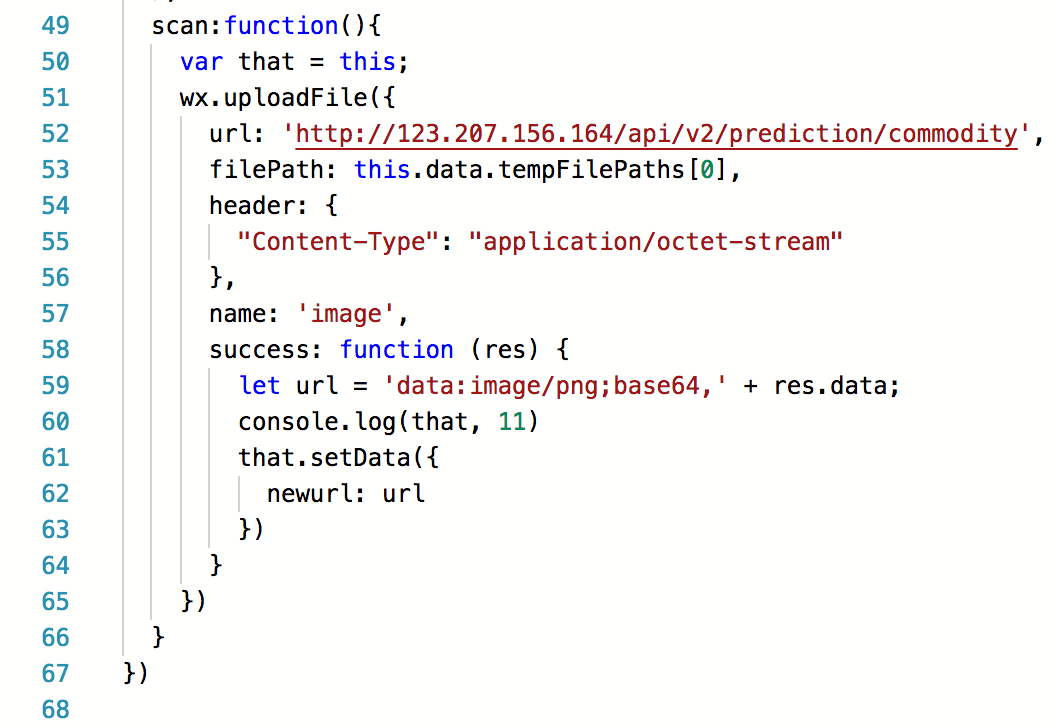 49 scan:function(){
50 var that = this;
51 wx.uploadFile({
52 url: 'http://123.207.156.164/api/v2/prediction/commodity',
53 filePath: this.data.tempFilePaths[0],
54 header: {
55 "Content-Type": "application/octet-stream"
56 },
57 name: 'image',
58 success: function (res) {
59 let url = 'data:image/png;base64,' + res.data;
60 console.log(that, 11)
61 that.setData({
62 newurl: url
63 })
64 }
65 })
66 }
67 })
68